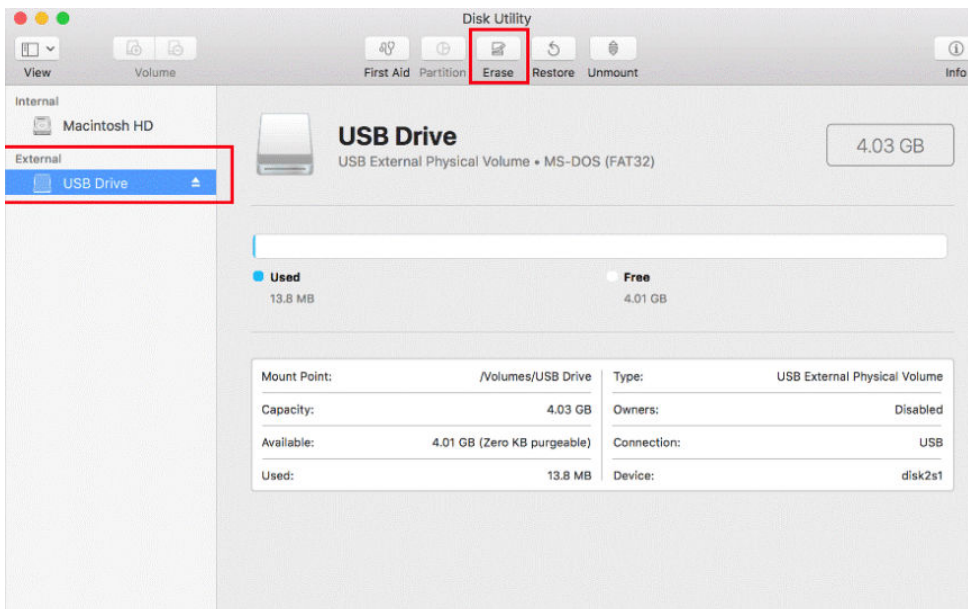 Disk Utility
View Volume First Aid Partition Erase Restore Unmount Info
Internal
Macintosh HD
External
USB Drive
USB Drive
USB External Physical Volume • MS-DOS (FAT32)
4.03 GB
Used
13.8 MB
Free
4.01 GB
Mount Point: /Volumes/USB Drive
Capacity: 4.03 GB
Available: 4.01 GB (Zero KB purgeable)
Used: 13.8 MB
Type: USB External Physical Volume
Owners: Disabled
Connection: USB
Device: disk2s1